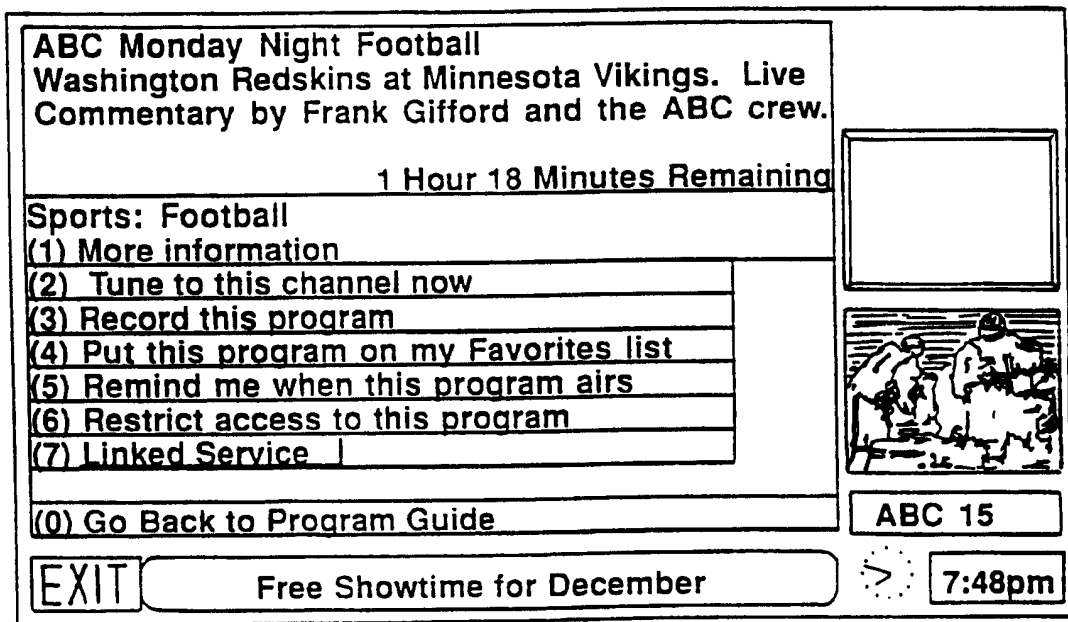 ABC Monday Night Football
Washington Redskins at Minnesota Vikings. Live
Commentary by Frank Gifford and the ABC crew.
1 Hour 18 Minutes Remaining
Sports: Football
(1) More information
(2) Tune to this channel now
(3) Record this program
(4) Put this program on my Favorites list
(5) Remind me when this program airs
(6) Restrict access to this program
(7) Linked Service
(0) Go Back to Program Guide
ABC 15
EXIT
Free Showtime for December
7:48pm